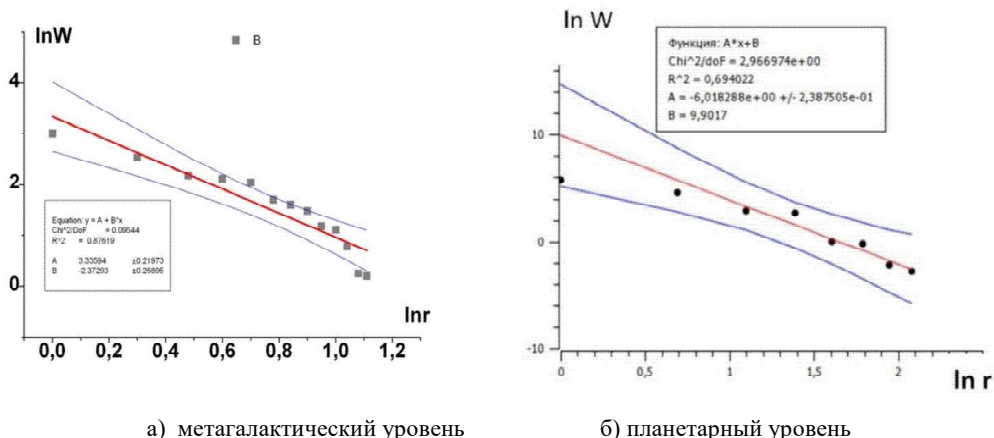 lnW
B
4
2
0
Equation: y = A + B*x
Chi^2/DoF = 0.09544
R^2 = 0.87619
A 3.33594 ±0.21973
B -2.37293 ±0.26896
lnr
0,0 0,2 0,4 0,6 0,8 1,0 1,2
а) метагалактический уровень
ln W
Функция: A*x+B
Chi^2/doF = 2,966974e+00
R^2 = 0,694022
A = -6,018288e+00 +/- 2,387505e-01
B = 9,9017
10
0
-10
0 0,5 1 1,5 2
ln r
б) планетарный уровень